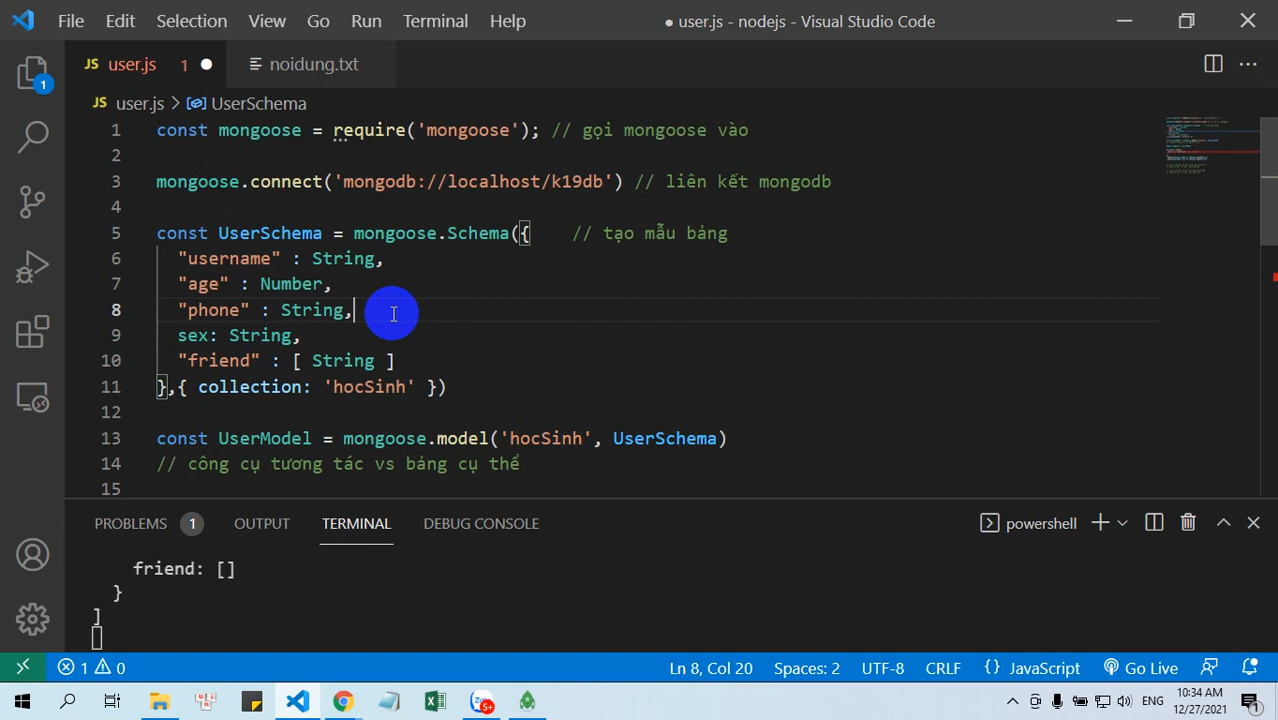 File Edit Selection View Go Run Terminal Help
● user.js - nodejs - Visual Studio Code
1
JS user.js 1 ●
noidung.txt
JS user.js > UserSchema
1 const mongoose = require('mongoose'); // gọi mongoose vào
2
3 mongoose.connect('mongodb://localhost/k19db') // liên kết mongodb
4
5 const UserSchema = mongoose.Schema({ // tạo mẫu bảng
6 "username" : String,
7 "age" : Number,
8 "phone" : String,
9 sex: String,
10 "friend" : [ String ]
11 },{ collection: 'hocSinh' })
12
13 const UserModel = mongoose.model('hocSinh', UserSchema)
14 // công cụ tương tác vs bảng cụ thể
15
PROBLEMS 1 OUTPUT TERMINAL DEBUG CONSOLE
powershell
friend: []
}
]
1 0
Ln 8, Col 20 Spaces: 2 UTF-8 CRLF {} JavaScript Go Live
Zalo 5+
ENG
10:34 AM
12/27/2021
1